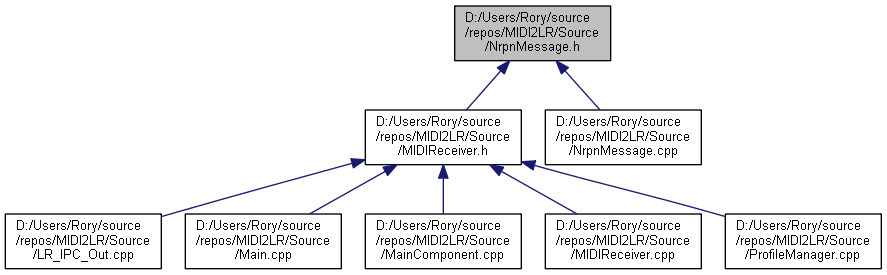 D:/Users/Rory/source
/repos/MIDI2LR/Source
/NrpnMessage.h
D:/Users/Rory/source
/repos/MIDI2LR/Source
/MIDIReceiver.h
D:/Users/Rory/source
/repos/MIDI2LR/Source
/NrpnMessage.cpp
D:/Users/Rory/source
/repos/MIDI2LR/Source
/LR_IPC_Out.cpp
D:/Users/Rory/source
/repos/MIDI2LR/Source
/Main.cpp
D:/Users/Rory/source
/repos/MIDI2LR/Source
/MainComponent.cpp
D:/Users/Rory/source
/repos/MIDI2LR/Source
/MIDIReceiver.cpp
D:/Users/Rory/source
/repos/MIDI2LR/Source
/ProfileManager.cpp